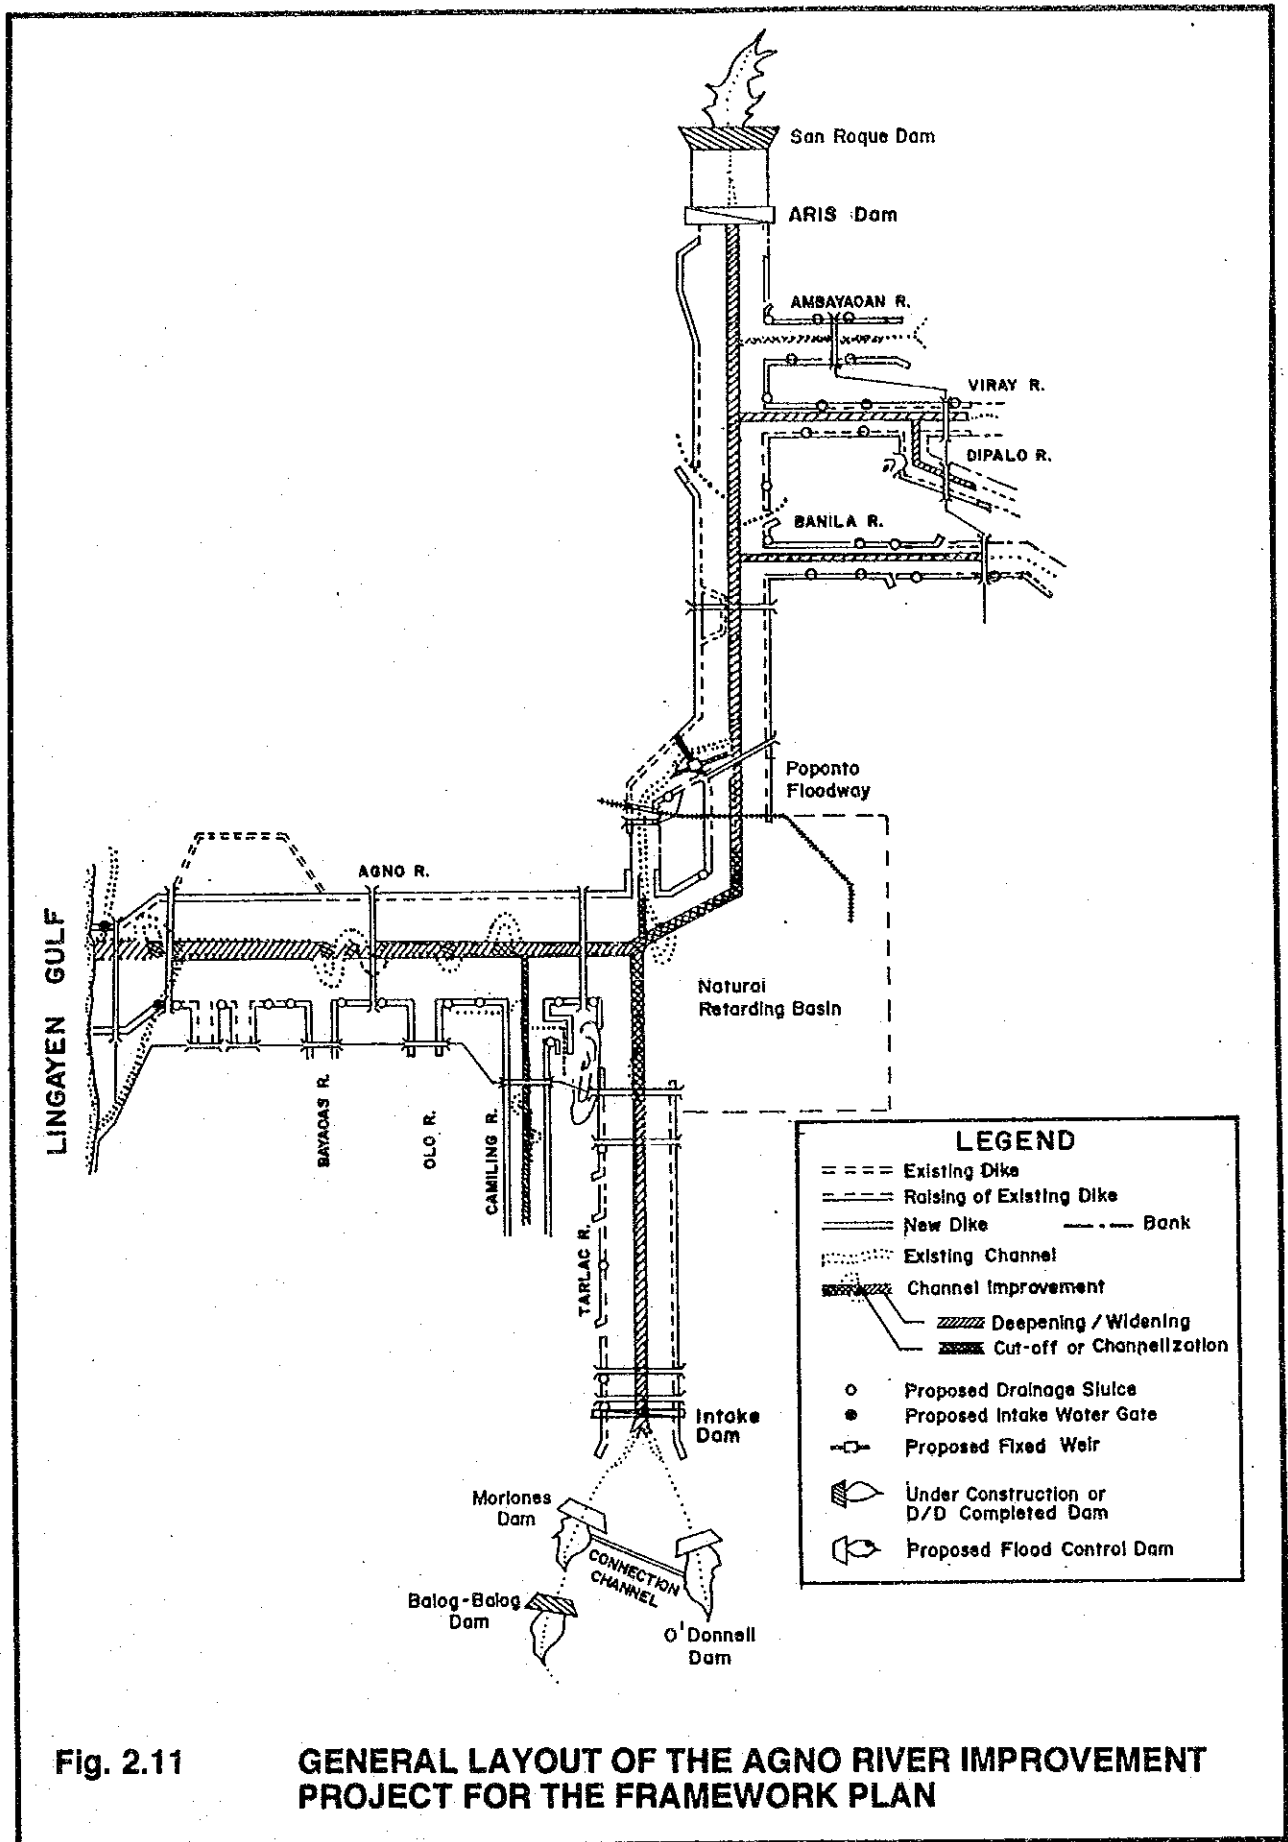 San Roque Dam
ARIS Dam
AMBAYAOAN R.
VIRAY R.
DIPALO R.
BANILA R.
Poponto
Floodway
AGNO R.
LINGAYEN GULF
Natural
Retarding Basin
BAYAOAS R.
OLO R.
CAMILING R.
TARLAC R.
LEGEND
Existing Dike
Raising of Existing Dike
New Dike
Bank
Existing Channel
Channel Improvement
Deepening / Widening
Cut-off or Channelization
Proposed Drainage Sluice
Proposed Intake Water Gate
Proposed Fixed Weir
Under Construction or
D/D Completed Dam
Proposed Flood Control Dam
Intake
Dam
Moriones
Dam
CONNECTION
CHANNEL
Balog-Balog
Dam
O'Donnell
Dam
Fig. 2.11
GENERAL LAYOUT OF THE AGNO RIVER IMPROVEMENT
PROJECT FOR THE FRAMEWORK PLAN